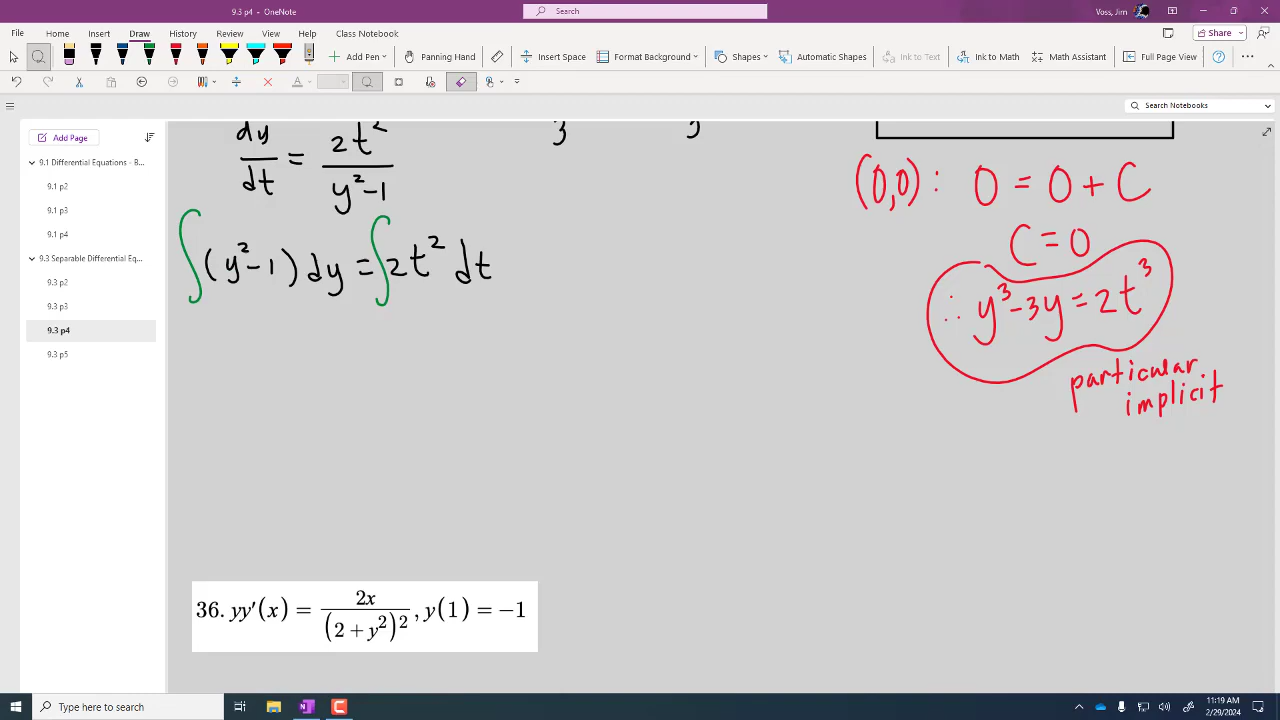 9.3 p4 - OneNote
Search
Voss, Jim
File Home Insert Draw History Review View Help Class Notebook
Share
Add Pen
Panning Hand
Insert Space
Format Background
Shapes
Automatic Shapes
Ink to Text
Ink to Math
Math Assistant
Full Page View
Search Notebooks
Add Page
9.1 Differential Equations - B...
9.1 p2
9.1 p3
9.1 p4
9.3 Separable Differential Eq...
9.3 p2
9.3 p3
9.3 p4
9.3 p5
dy/dt = 2t²/(y²-1)
3 3
∫(y²-1)dy = ∫2t² dt
(0,0): 0 = 0 + C
C = 0
∴ y³-3y = 2t³
particular
implicit
36. yy′(x) = 2x/(2 + y²)², y(1) = −1
Type here to search
11:19 AM
2/29/2024